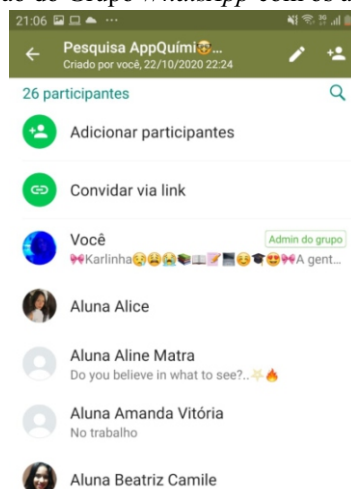 21:06
Pesquisa AppQuími🤓...
Criado por você, 22/10/2020 22:24
26 participantes
Adicionar participantes
Convidar via link
Você
Admin do grupo
🎀Karlinha😥😫😭📚📖📝📓☺🎓😍🎀A gent...
Aluna Alice
Aluna Aline Matra
Do you believe in what to see?..🌟🔥
Aluna Amanda Vitória
No trabalho
Aluna Beatriz Camile